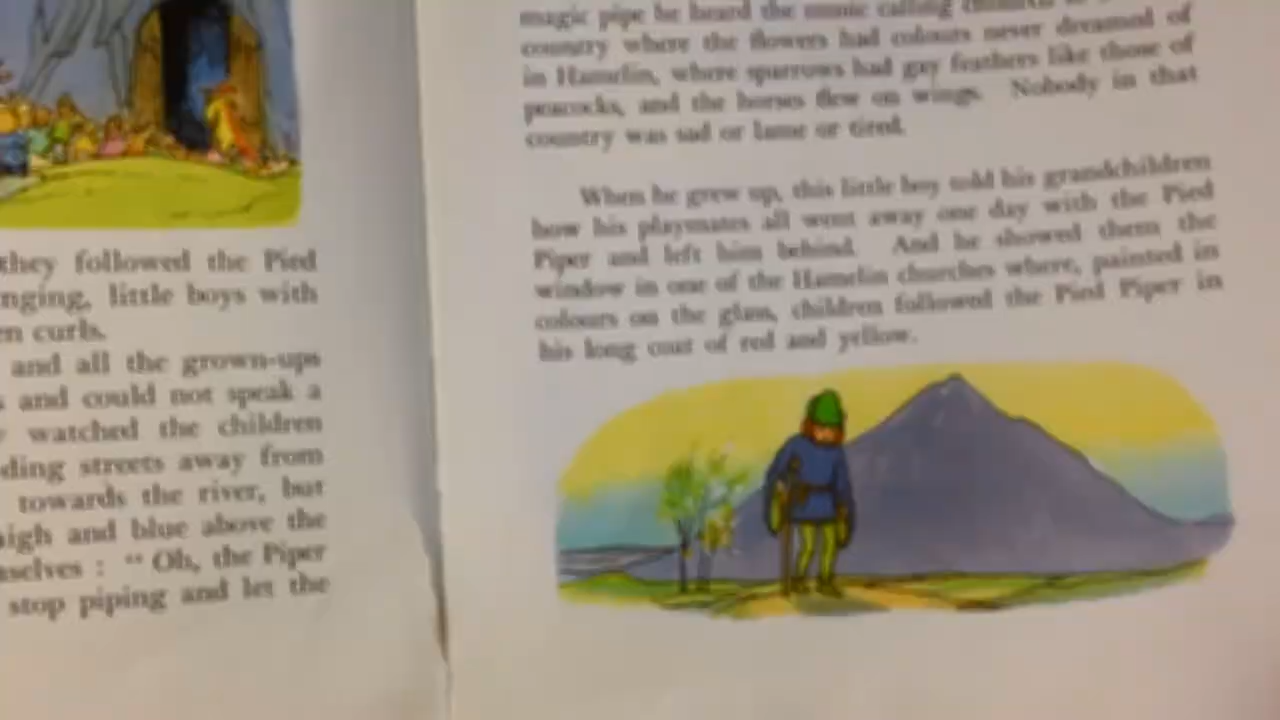 they followed the Pied
nging, little boys with
en curls.
and all the grown-ups
s and could not speak a
watched the children
ding streets away from
towards the river, but
igh and blue above the
selves : " Oh, the Piper
stop piping and let the
magic pipe he heard the music calling
country where the flowers had colours never dreamed of
in Hamelin, where sparrows had gay feathers like those of
peacocks, and the horses flew on wings. Nobody in that
country was sad or lame or tired.
When he grew up, this little boy told his grandchildren
how his playmates all went away one day with the Pied
Piper and left him behind. And he showed them the
window in one of the Hamelin churches where, painted in
colours on the glass, children followed the Pied Piper in
his long coat of red and yellow.